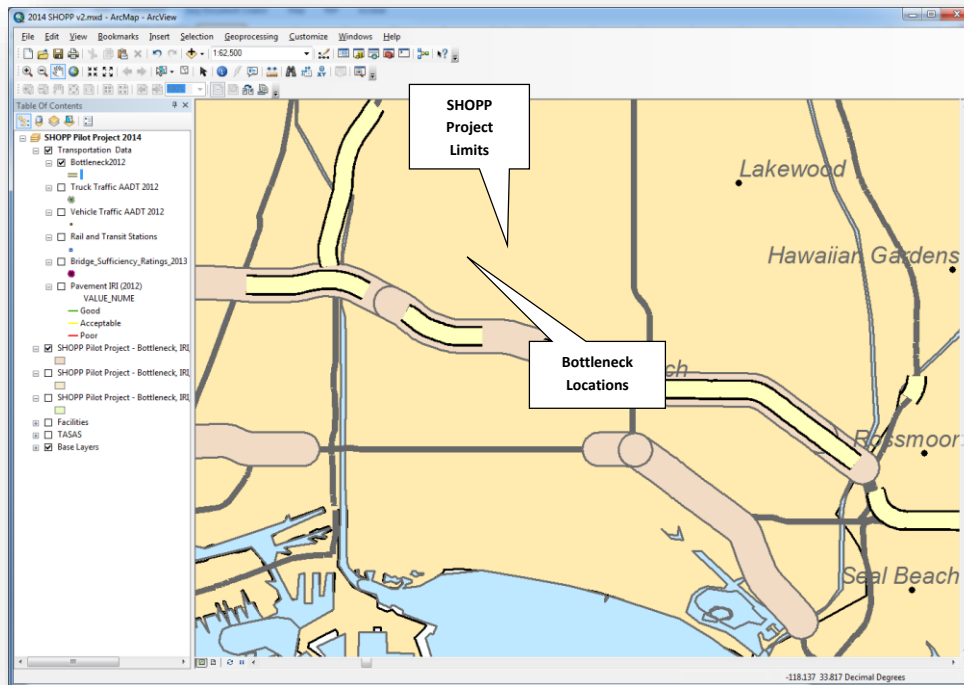 2014 SHOPP v2.mxd - ArcMap - ArcView
File Edit View Bookmarks Insert Selection Geoprocessing Customize Windows Help
1:62,500
Table Of Contents
SHOPP Pilot Project 2014
Transportation Data
Bottleneck2012
Truck Traffic AADT 2012
Vehicle Traffic AADT 2012
Rail and Transit Stations
Bridge_Sufficiency_Ratings_2013
Pavement IRI (2012)
VALUE_NUME
Good
Acceptable
Poor
SHOPP Pilot Project - Bottleneck, IRI,
SHOPP Pilot Project - Bottleneck, IRI,
SHOPP Pilot Project - Bottleneck, IRI,
Facilities
TASAS
Base Layers
SHOPP
Project
Limits
Lakewood
Hawaiian Gardens
Bottleneck
Locations
ch
Rossmoor
Seal Beach
-118.137 33.817 Decimal Degrees